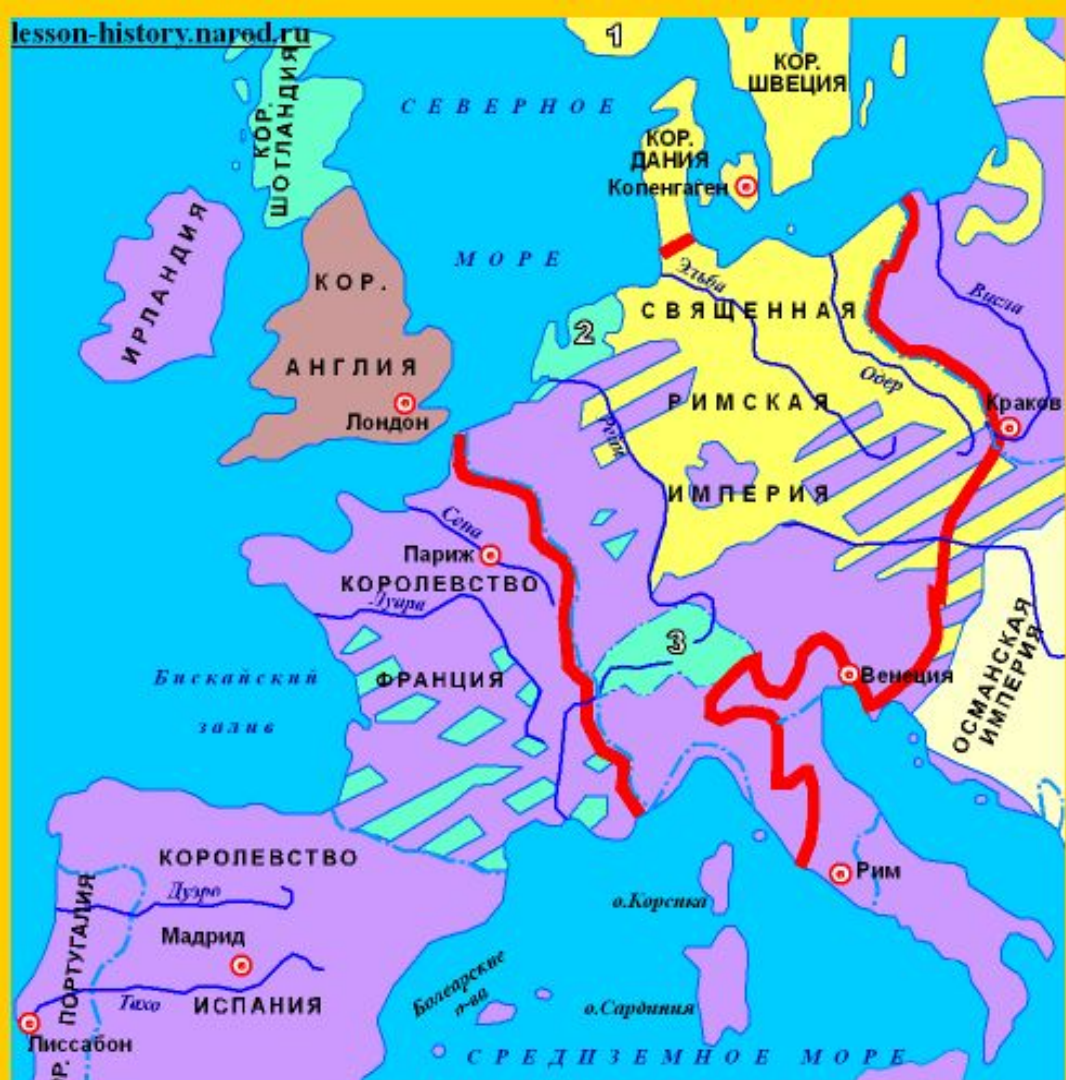 lesson-history.narod.ru
1
КОР.
ШВЕЦИЯ
КОР.
ШОТЛАНДИЯ
СЕВЕРНОЕ
МОРЕ
КОР.
ДАНИЯ
Копенгаген
ИРЛАНДИЯ
КОР.
АНГЛИЯ
Лондон
Эльба
Висла
СВЯЩЕННАЯ
РИМСКАЯ
ИМПЕРИЯ
2
Одер
Краков
Рейн
Сена
Париж
КОРОЛЕВСТВО
Луара
ФРАНЦИЯ
3
Венеция
ОСМАНСКАЯ
ИМПЕРИЯ
Бискайский
залив
КОРОЛЕВСТВО
Дуэро
Мадрид
ИСПАНИЯ
Тахо
ПОРТУГАЛИЯ
Лиссабон
Рим
о.Корсика
Болеарские
о-ва
о.Сардиния
СРЕДИЗЕМНОЕ МОРЕ